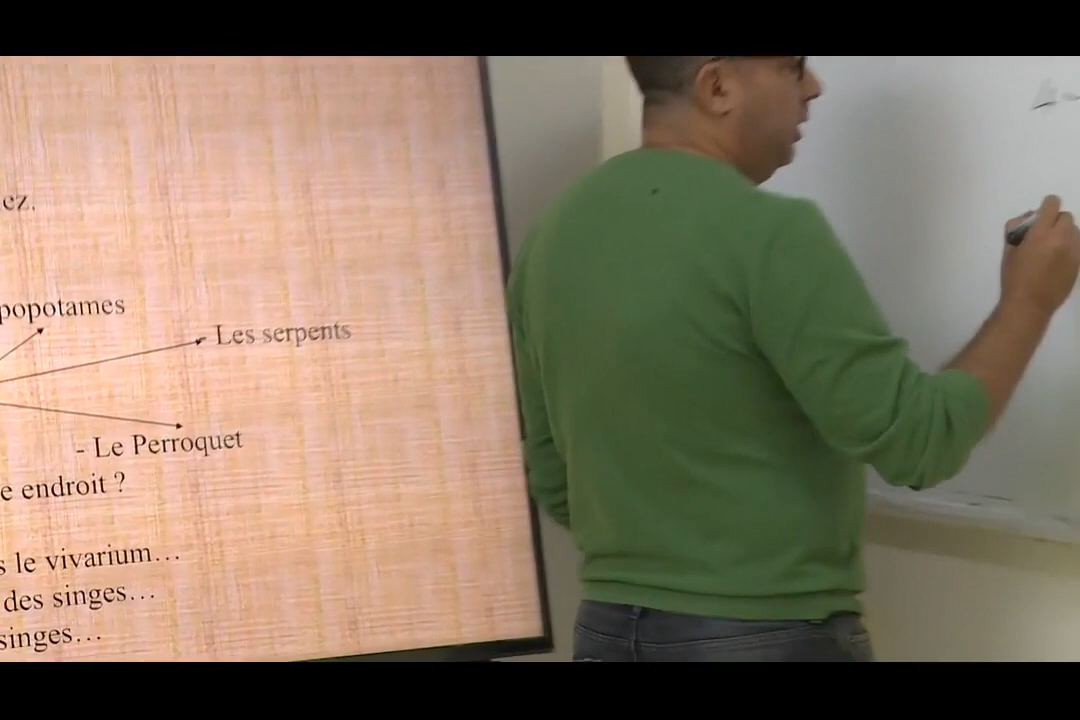 ez.
popotames
- Les serpents
- Le Perroquet
e endroit ?
s le vivarium…
des singes…
singes…